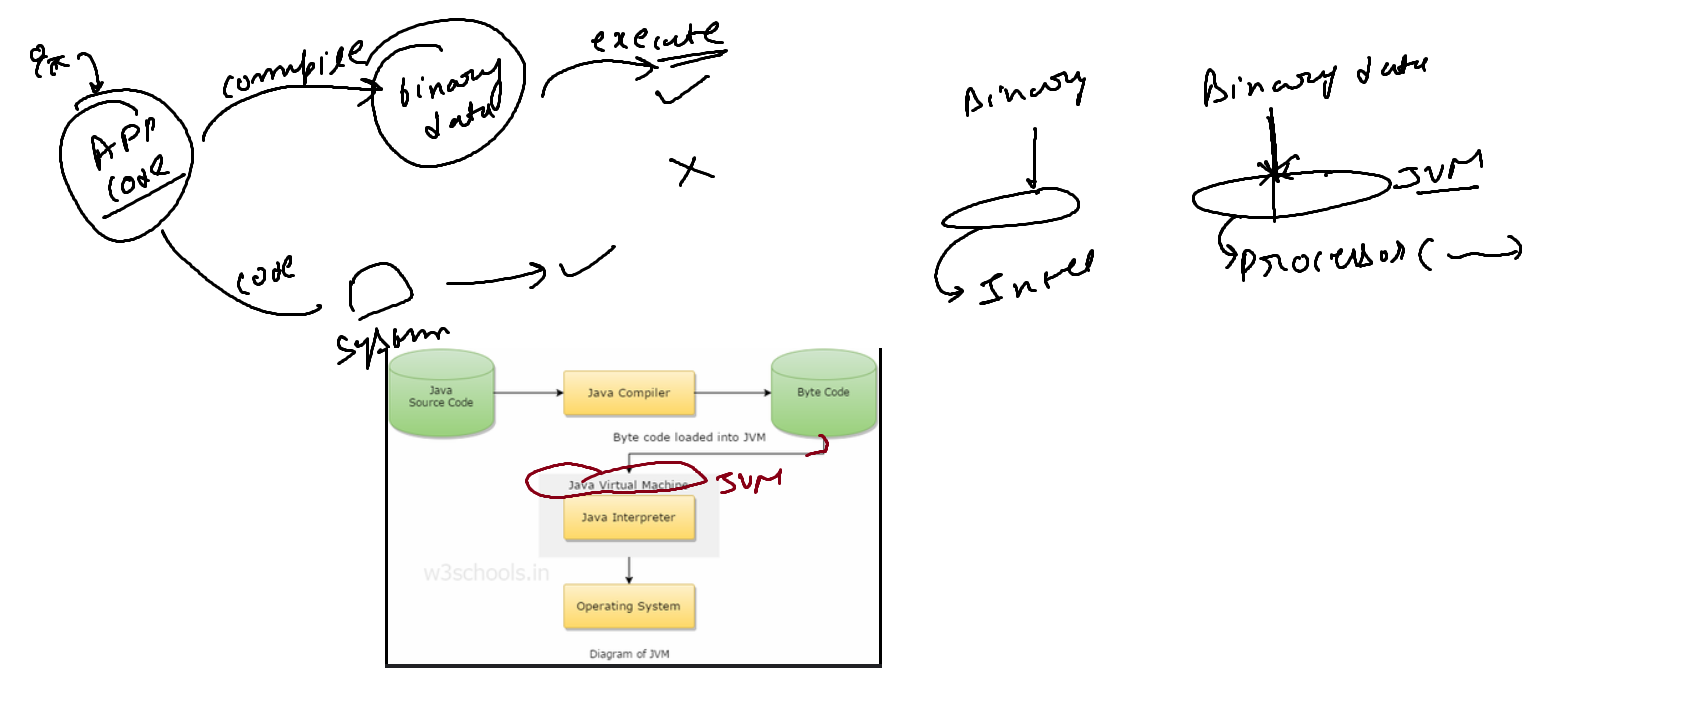 compile
binary
data
execute
APP
code
code
system
Binary
Intel
Binary data
JVM
Processor (
Java
Source Code
Java Compiler
Byte Code
Byte code loaded into JVM
Java Virtual Machine
JVM
Java Interpreter
w3schools.in
Operating System
Diagram of JVM